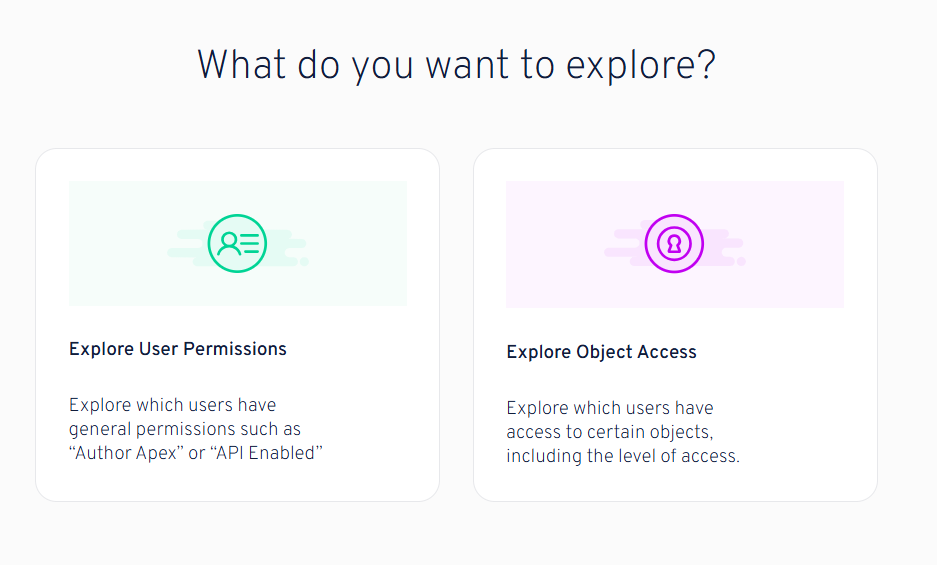 What do you want to explore?
Explore User Permissions
Explore which users have
general permissions such as
“Author Apex” or “API Enabled”
Explore Object Access
Explore which users have
access to certain objects,
including the level of access.